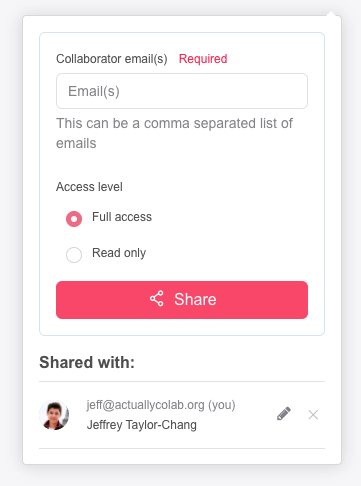 Collaborator email(s) Required
Email(s)
This can be a comma separated list of
emails
Access level
Full access
Read only
Share
Shared with:
jeff@actuallycolab.org (you)
Jeffrey Taylor-Chang